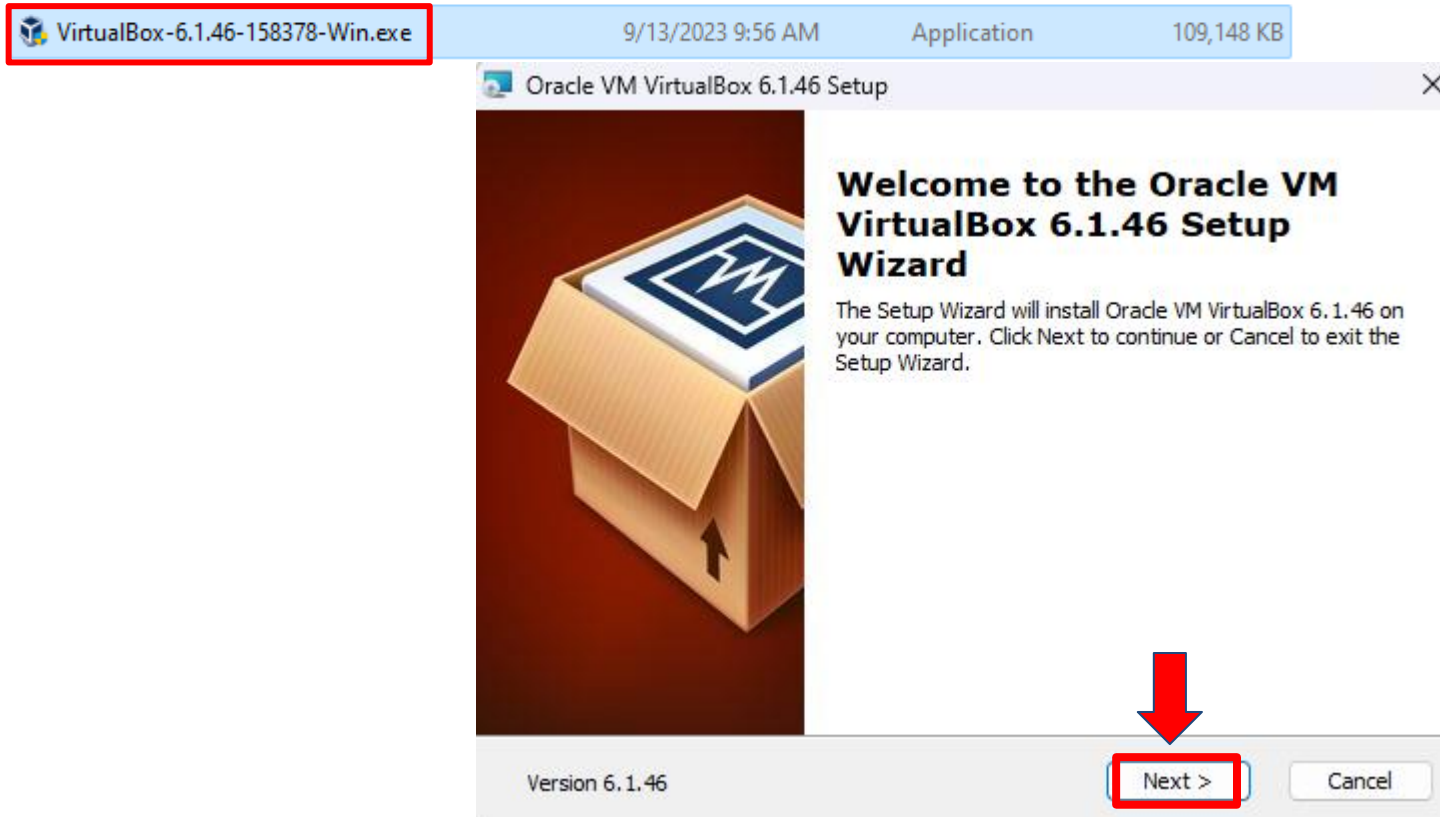 VirtualBox-6.1.46-158378-Win.exe 9/13/2023 9:56 AM Application 109,148 KB
Oracle VM VirtualBox 6.1.46 Setup
Welcome to the Oracle VM
VirtualBox 6.1.46 Setup
Wizard
The Setup Wizard will install Oracle VM VirtualBox 6.1.46 on
your computer. Click Next to continue or Cancel to exit the
Setup Wizard.
VM
Version 6.1.46
Next >
Cancel